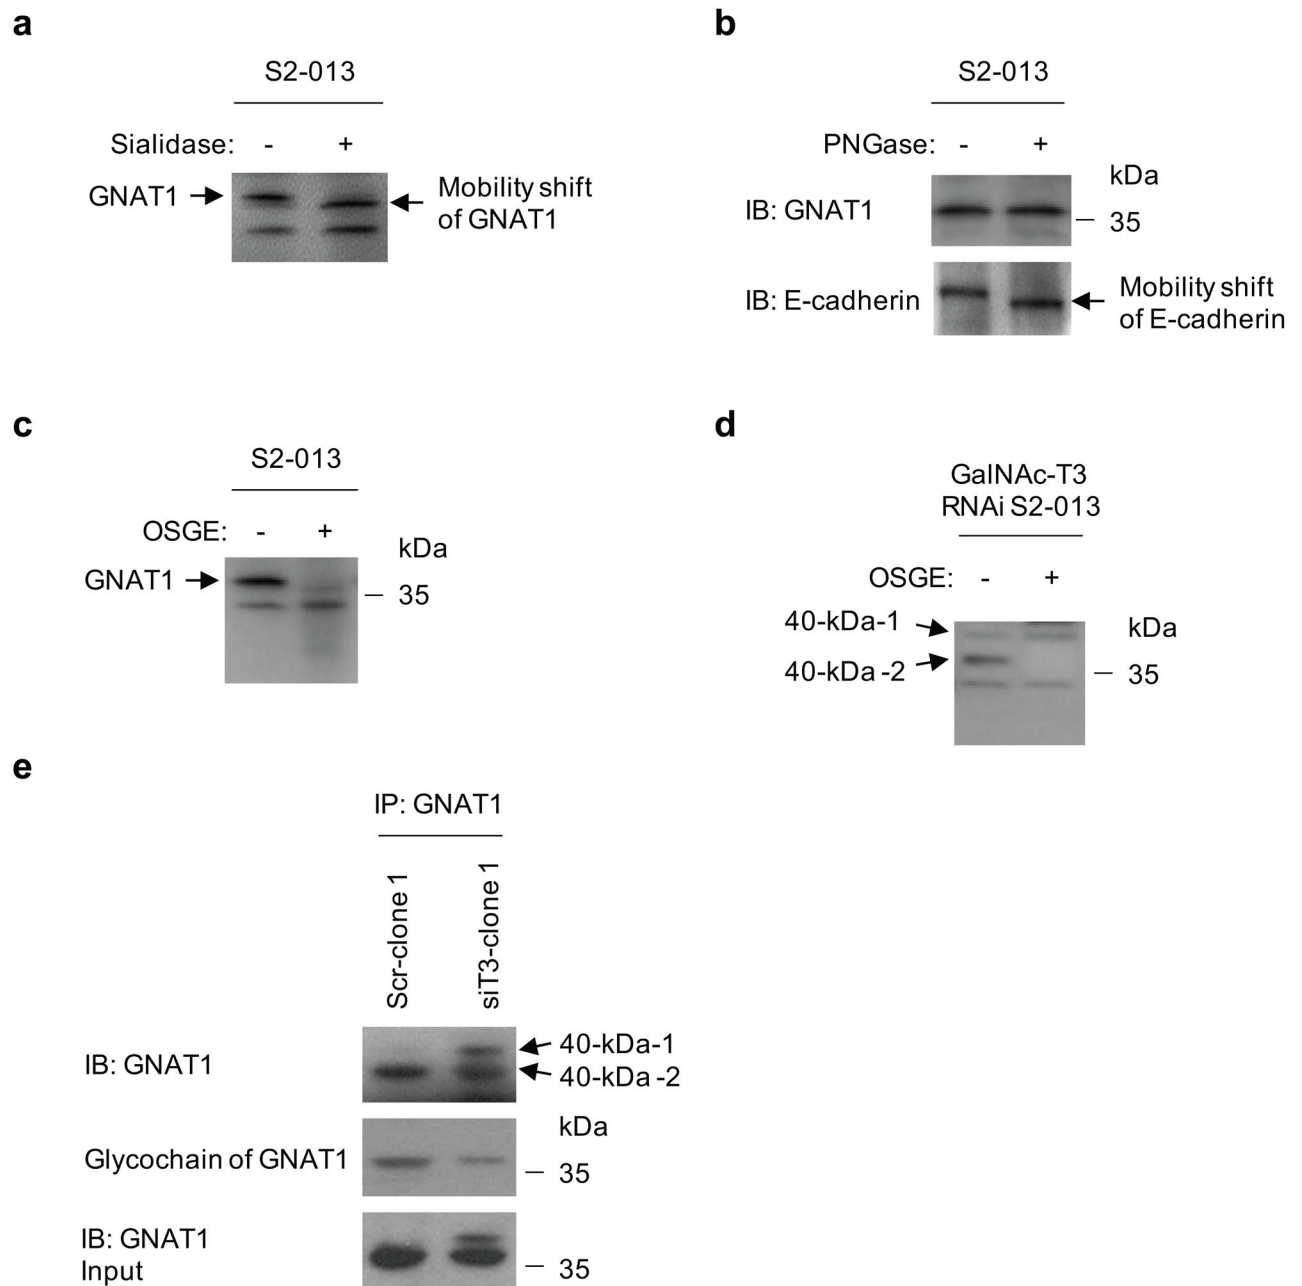 a
S2-013
Sialidase: - +
GNAT1
Mobility shift
of GNAT1
b
S2-013
PNGase: - +
kDa
IB: GNAT1
35
IB: E-cadherin
Mobility shift
of E-cadherin
c
S2-013
OSGE: - +
kDa
GNAT1
35
d
GalNAc-T3
RNAi S2-013
OSGE: - +
40-kDa-1
kDa
40-kDa -2
35
e
IP: GNAT1
Scr-clone 1
siT3-clone 1
IB: GNAT1
40-kDa-1
40-kDa -2
kDa
Glycochain of GNAT1
35
IB: GNAT1
Input
35